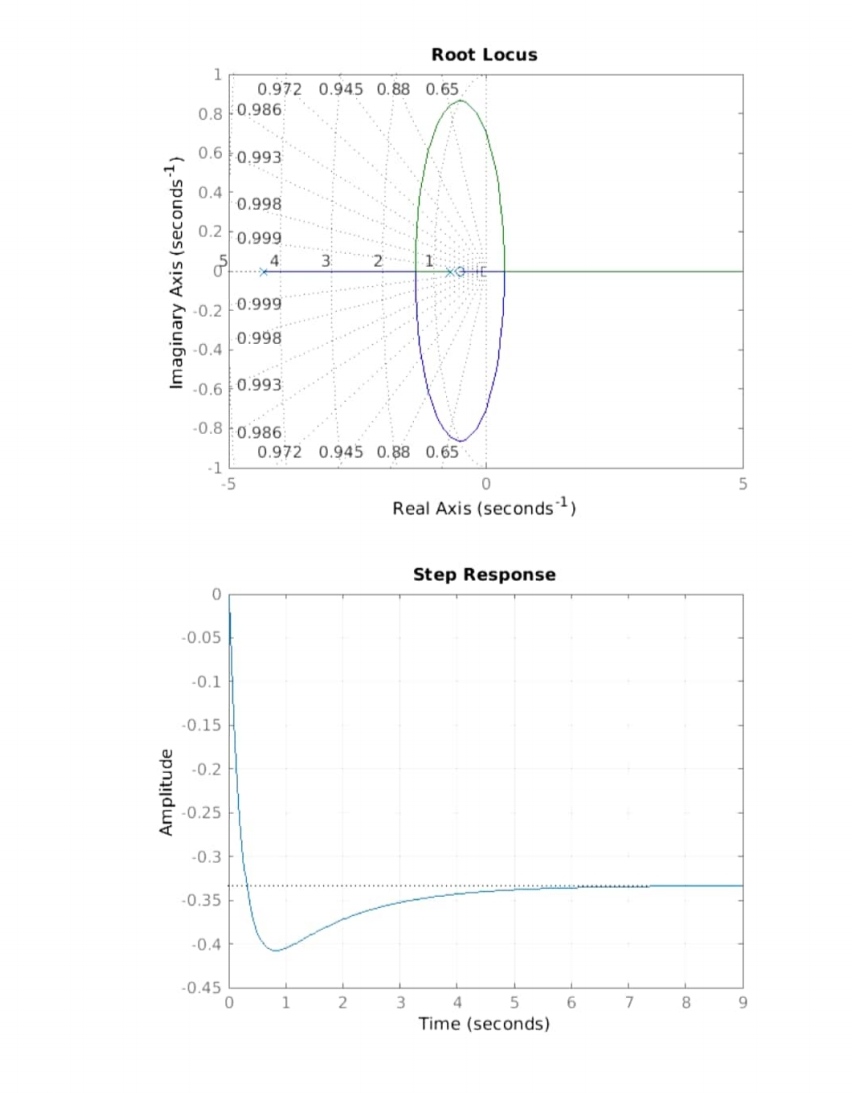 Root Locus
1
0.972 0.945 0.88 0.65
0.986
0.8
0.6
0.993
0.4
0.998
0.2
0.999
5 4 3 2 1
0
-0.2
0.999
0.998
-0.4
-0.6
0.993
-0.8
0.986
0.972 0.945 0.88 0.65
-1
-5 0 5
Imaginary Axis (seconds-1)
Real Axis (seconds-1)
Step Response
0
-0.05
-0.1
-0.15
-0.2
-0.25
-0.3
-0.35
-0.4
-0.45
0 1 2 3 4 5 6 7 8 9
Amplitude
Time (seconds)